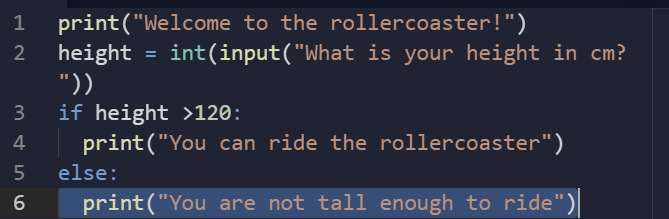 1 print("Welcome to the rollercoaster!")
2 height = int(input("What is your height in cm?
"))
3 if height >120:
4   print("You can ride the rollercoaster")
5 else:
6   print("You are not tall enough to ride")